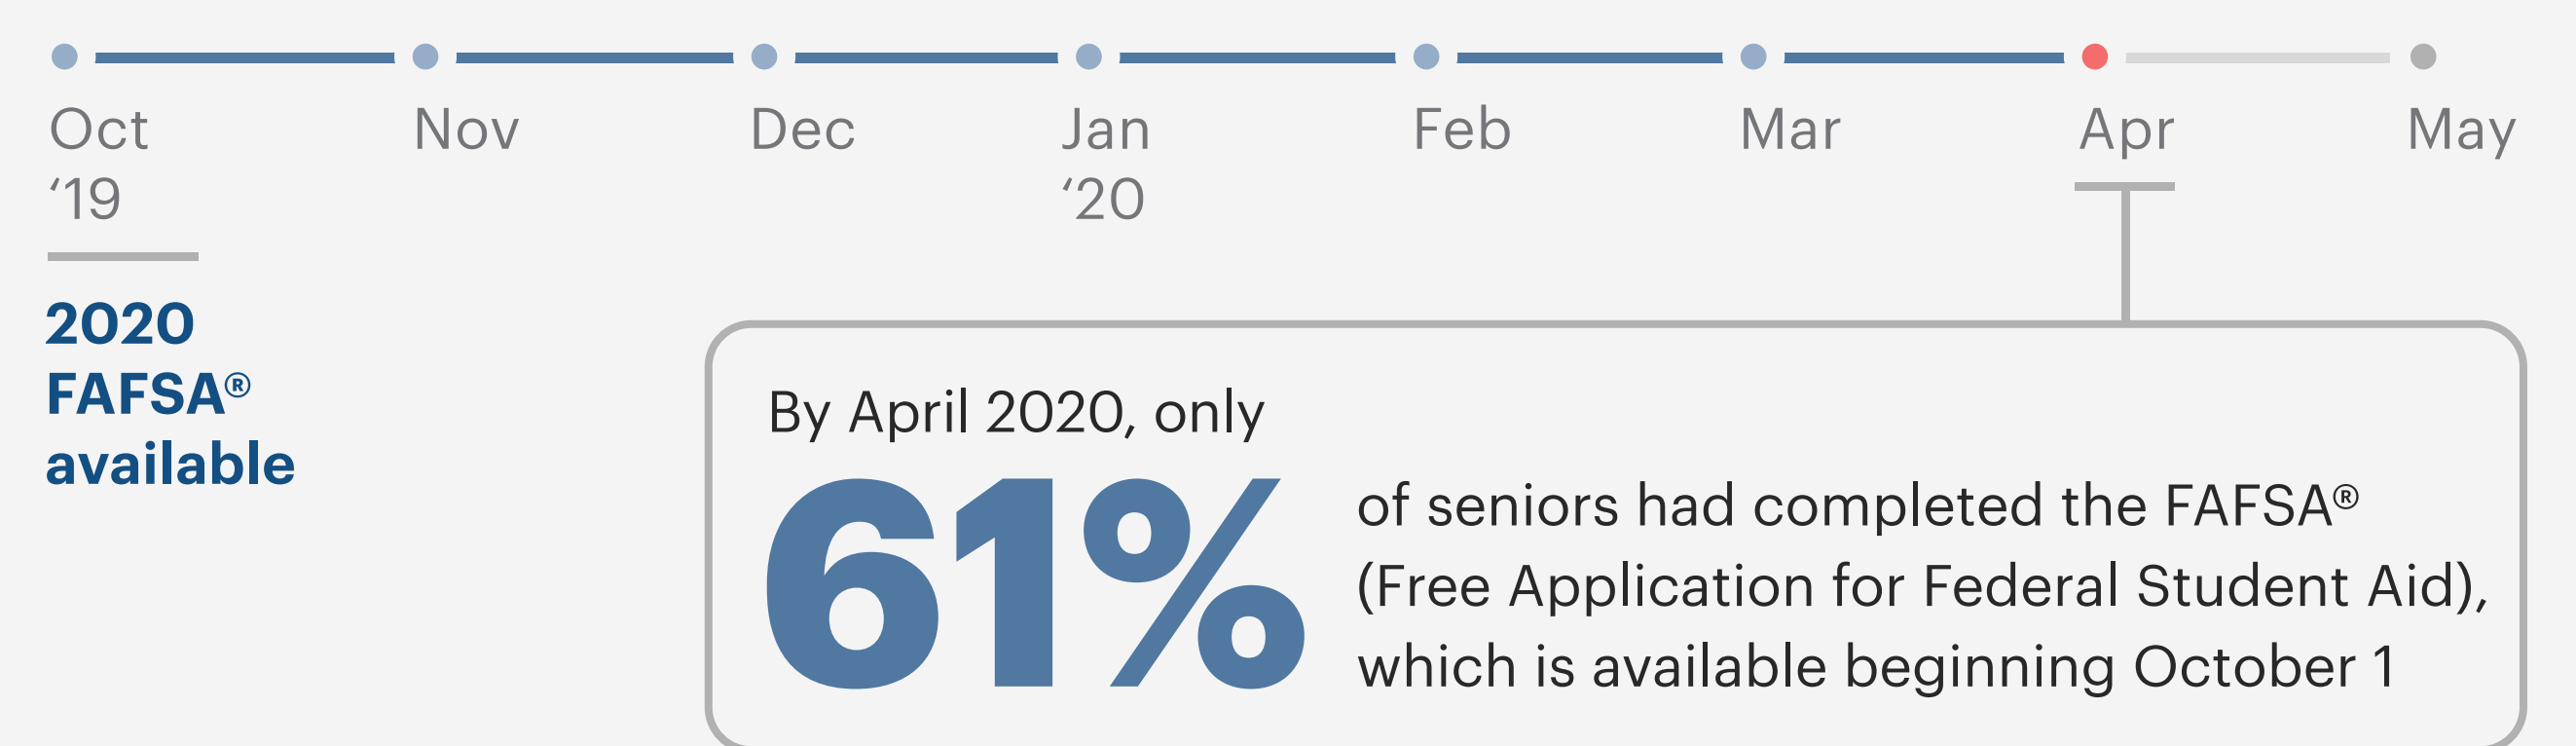 Oct Nov Dec Jan Feb Mar Apr May
‘19 ‘20
2020
FAFSA®
available
By April 2020, only
61%
of seniors had completed the FAFSA®
(Free Application for Federal Student Aid),
which is available beginning October 1